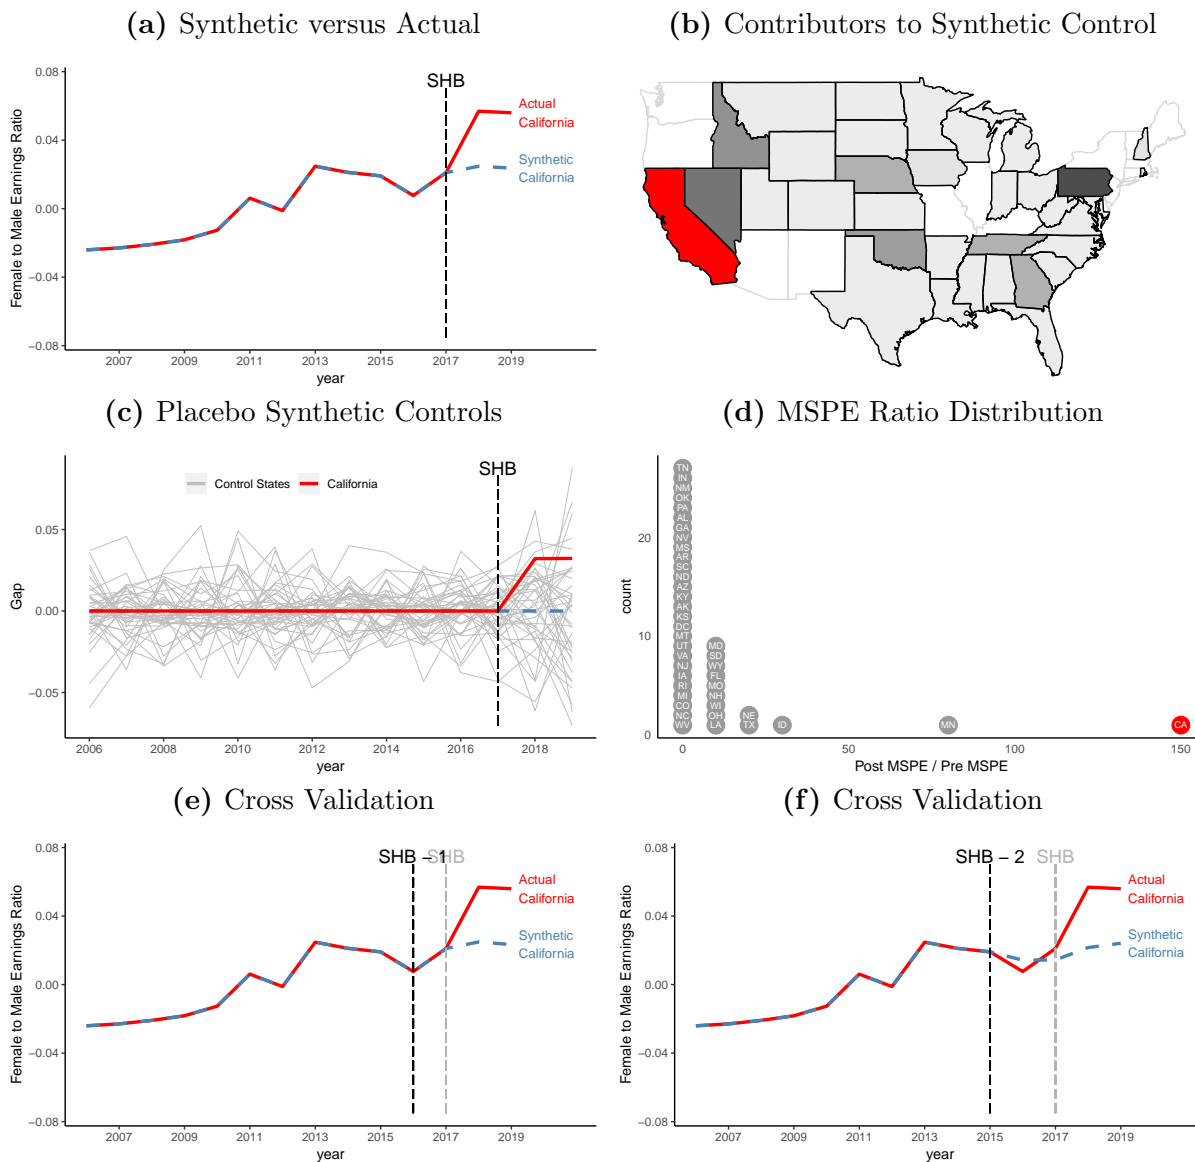 (a) Synthetic versus Actual
0.08
0.04
0.00
−0.04
−0.08
Female to Male Earnings Ratio
SHB
Actual
California
Synthetic
California
2007 2009 2011 2013 2015 2017 2019
year
(b) Contributors to Synthetic Control
(c) Placebo Synthetic Controls
SHB
Control States California
0.05
0.00
−0.05
Gap
2006 2008 2010 2012 2014 2016 2018
year
(d) MSPE Ratio Distribution
20
10
0
count
TN
IN
NM
OK
PA
AL
GA
NV
MS
AR
SC
ND
AZ
KY
AK
KS
DC
MT
UT
VA
NJ
IA
RI
MI
CO
NC
WV
MD
SD
WY
FL
MO
NH
WI
OH
LA
NE
TX
ID
MN
CA
0 50 100 150
Post MSPE / Pre MSPE
(e) Cross Validation
0.08
0.04
0.00
−0.04
−0.08
Female to Male Earnings Ratio
SHB − 1 SHB
Actual
California
Synthetic
California
2007 2009 2011 2013 2015 2017 2019
year
(f) Cross Validation
0.08
0.04
0.00
−0.04
−0.08
Female to Male Earnings Ratio
SHB − 2 SHB
Actual
California
Synthetic
California
2007 2009 2011 2013 2015 2017 2019
year